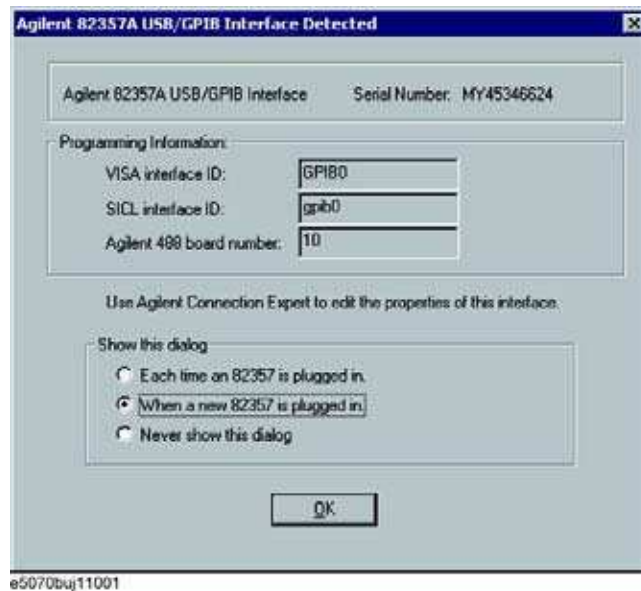 Agilent 82357A USB/GPIB Interface Detected
Agilent 82357A USB/GPIB Interface Serial Number: MY45346624
Programming Information:
VISA interface ID: GPIB0
SICL interface ID: gpib0
Agilent 488 board number: 10
Use Agilent Connection Expert to edit the properties of this interface.
Show this dialog
Each time an 82357 is plugged in.
When a new 82357 is plugged in.
Never show this dialog
OK
e5070buj11001